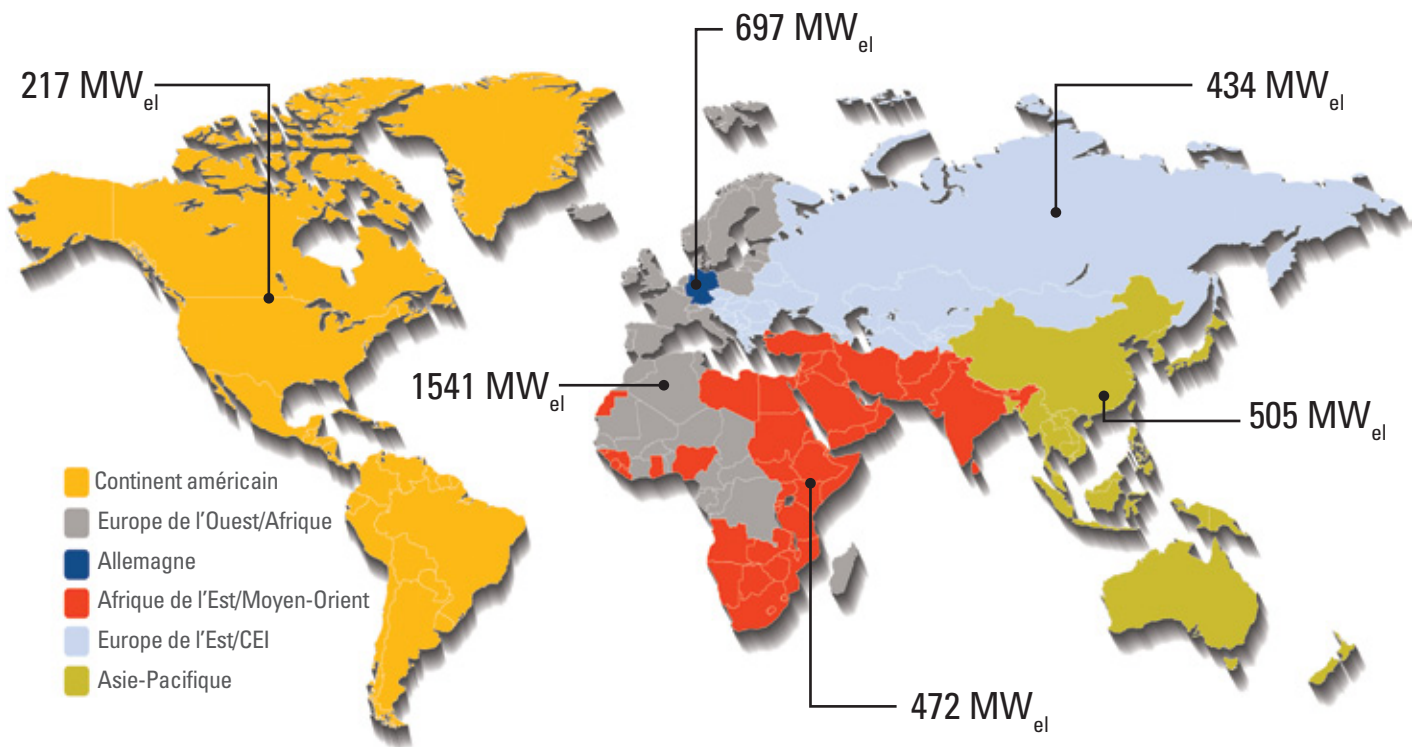 697 MWel
217 MWel
434 MWel
1541 MWel
505 MWel
Continent américain
Europe de l'Ouest/Afrique
Allemagne
Afrique de l'Est/Moyen-Orient
Europe de l'Est/CEI
Asie-Pacifique
472 MWel